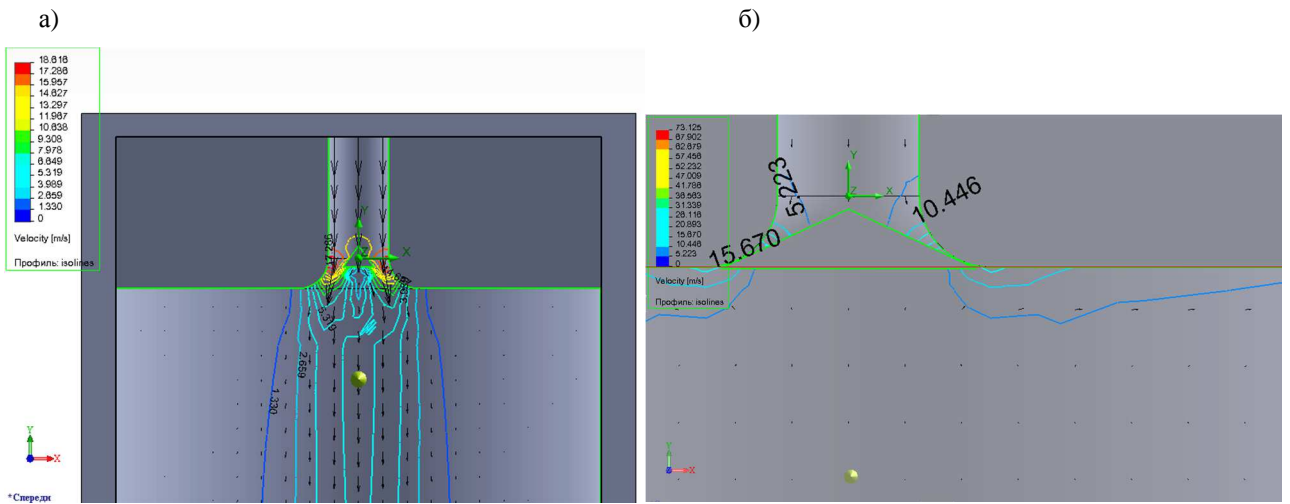 а) б)
18.616
17.286
15.957
14.627
13.297
11.967
10.638
9.308
7.978
6.649
5.319
3.989
2.659
1.330
0
Velocity [m/s]
Профиль: isolines
Y
X
5.319
2.659
1.330
Y
X
*Спереди
73.125
67.902
62.679
57.456
52.232
47.009
41.786
36.563
31.339
26.116
20.893
15.670
10.446
5.223
0
Velocity [m/s]
Профиль: isolines
5.223
Y
Z
X
10.446
15.670
Y
X